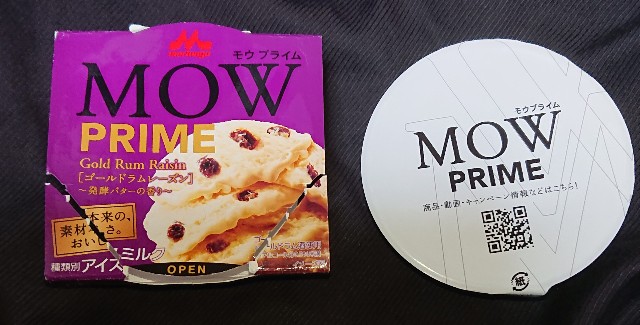 モウ プライム
MOW
PRIME
Gold Rum Raisin
[ゴールドラムレーズン]
~発酵バターの香り~
本来の、
素材
さ。
おいし
種類別 アイスミルク
OPEN
モウプライム
MOW
PRIME
商品・動画・キャンペーン情報などはこちら!
紙